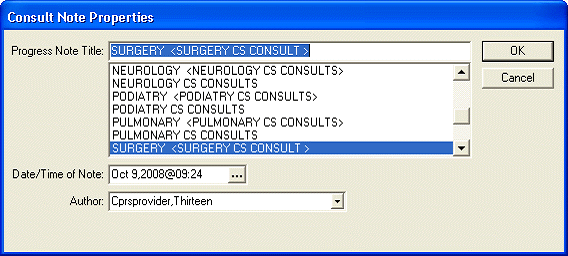 Consult Note Properties
Progress Note Title: SURGERY <SURGERY CS CONSULT > OK
NEUROLOGY <NEUROLOGY CS CONSULTS> Cancel
NEUROLOGY CS CONSULTS
PODIATRY <PODIATRY CS CONSULTS>
PODIATRY CS CONSULTS
PULMONARY <PULMONARY CS CONSULTS>
PULMONARY CS CONSULTS
SURGERY <SURGERY CS CONSULT >
Date/Time of Note: Oct 9,2008@09:24 ...
Author: Cprsprovider,Thirteen